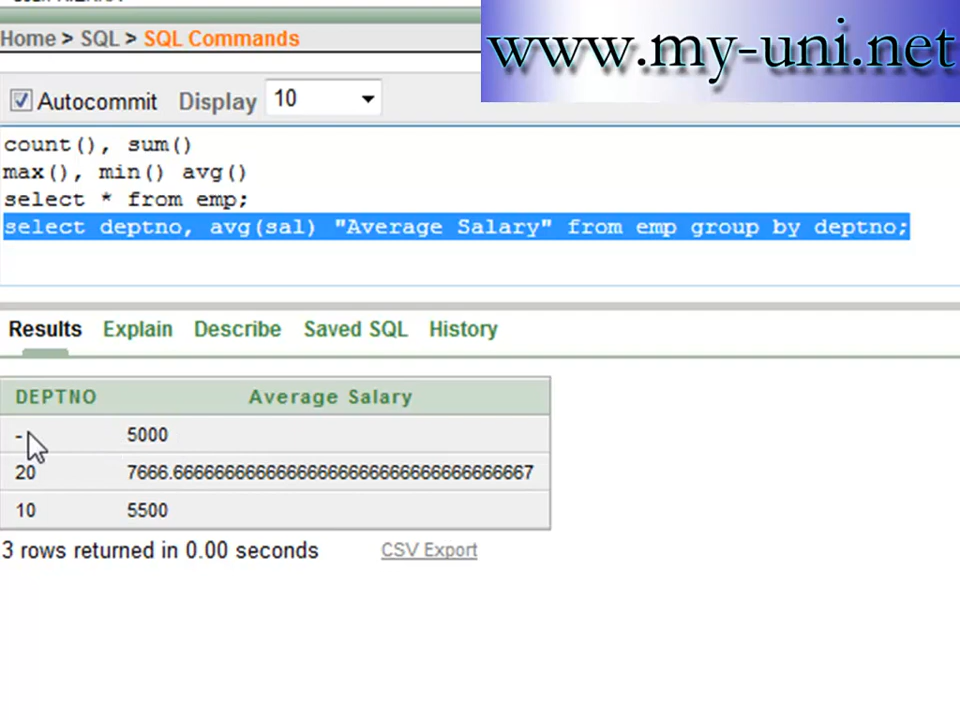 www.my-uni.net
Home > SQL > SQL Commands
Autocommit Display 10
count(), sum()
max(), min() avg()
select * from emp;
select deptno, avg(sal) "Average Salary" from emp group by deptno;
Results Explain Describe Saved SQL History
DEPTNO Average Salary
- 5000
20 7666.66666666666666666666666666666666667
10 5500
3 rows returned in 0.00 seconds CSV Export